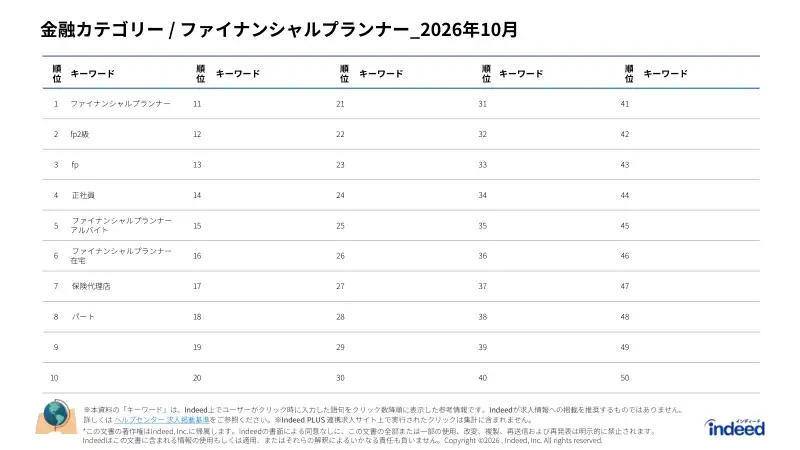 金融カテゴリー / ファイナンシャルプランナー_2026年10月
順位 キーワード 順位 キーワード 順位 キーワード 順位 キーワード 順位 キーワード
1 ファイナンシャルプランナー 11 21 31 41
2 fp2級 12 22 32 42
3 fp 13 23 33 43
4 正社員 14 24 34 44
5 ファイナンシャルプランナー アルバイト 15 25 35 45
6 ファイナンシャルプランナー 在宅 16 26 36 46
7 保険代理店 17 27 37 47
8 パート 18 28 38 48
9 19 29 39 49
10 20 30 40 50
※本資料の「キーワード」は、Indeed上でユーザーがクリック時に入力した語句をクリック数降順に表示した参考情報です。Indeedが求人情報への掲載を推奨するものではありません。
詳しくは ヘルプセンター 求人掲載基準をご参照ください。※Indeed PLUS 連携求人サイト上で実行されたクリックは集計に含まれません。
*この文書の著作権はIndeed, Inc.に帰属します。Indeedの書面による同意なしに、この文書の全部または一部の使用、改変、複製、再送信および再発表は明示的に禁止されます。
Indeedはこの文書に含まれる情報の使用もしくは適用、またはそれらの解釈によるいかなる責任も負いません。Copyright ©2026 , Indeed, Inc. All rights reserved.
インディード
indeed